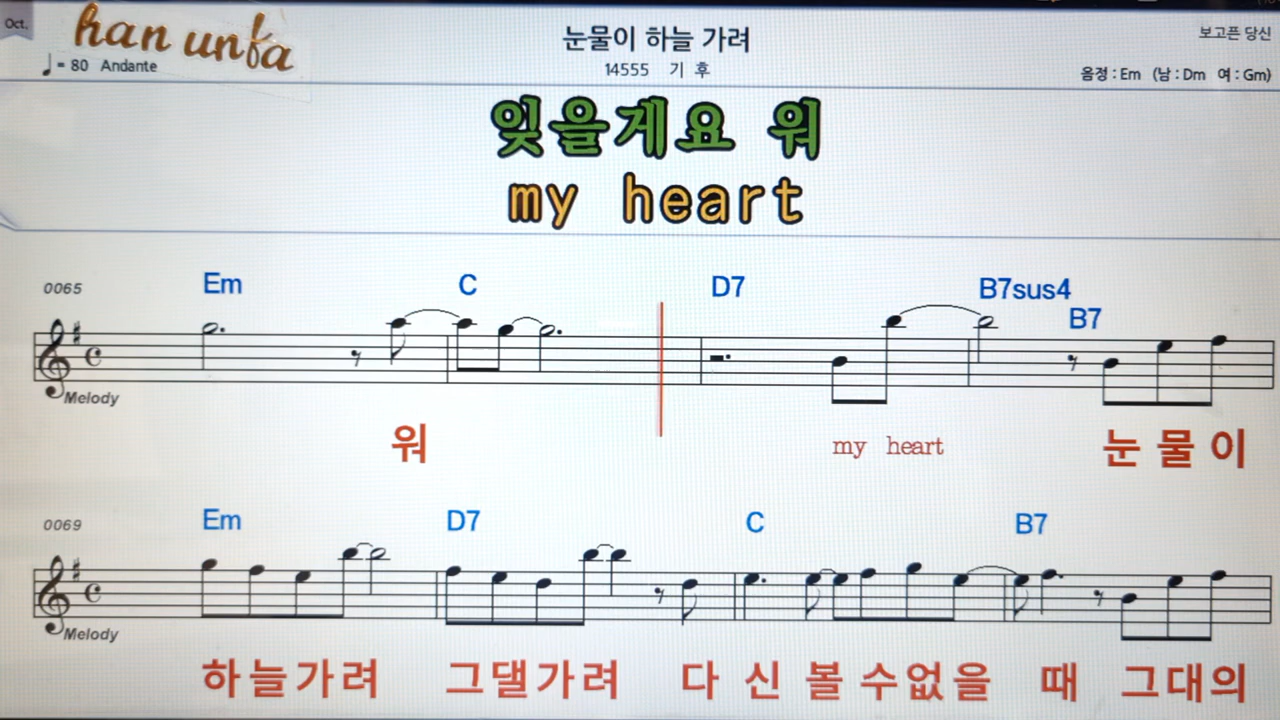 Oct.
han unfa
눈물이 하늘 가려
보고픈 당신
♩= 80 Andante
14555 기 후
음정 : Em (남 : Dm 여 : Gm)
잊을게요 워
my heart
0065 Em C D7 B7sus4 B7
Melody
워 my heart 눈 물 이
0069 Em D7 C B7
Melody
하늘가려 그댈가려 다 신 볼 수없을 때 그대의